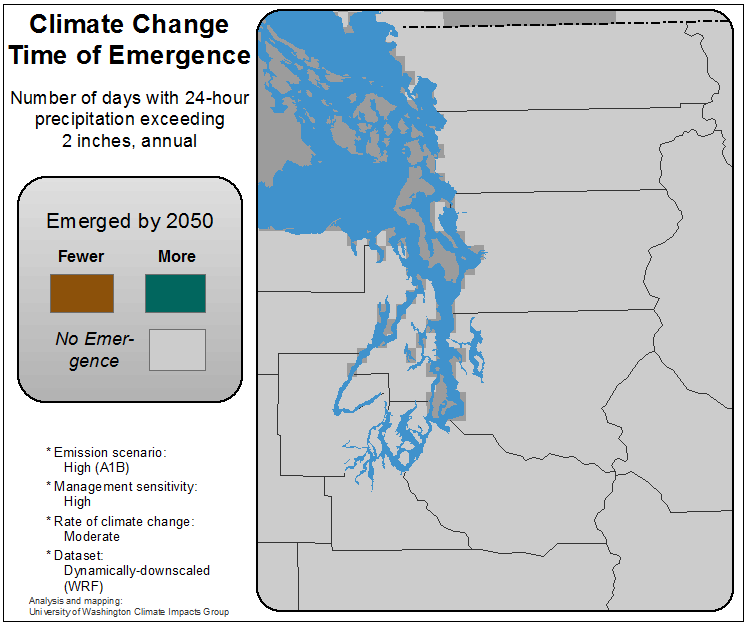 Climate Change
Time of Emergence
Number of days with 24-hour
precipitation exceeding
2 inches, annual
Emerged by 2050
Fewer
More
No Emer-
gence
* Emission scenario:
High (A1B)
* Management sensitivity:
High
* Rate of climate change:
Moderate
* Dataset:
Dynamically-downscaled
(WRF)
Analysis and mapping:
University of Washington Climate Impacts Group